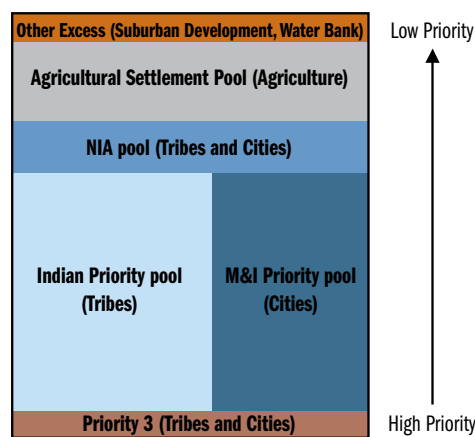 Other Excess (Suburban Development, Water Bank)
Low Priority
Agricultural Settlement Pool (Agriculture)
NIA pool (Tribes and Cities)
Indian Priority pool
(Tribes)
M&I Priority pool
(Cities)
Priority 3 (Tribes and Cities)
High Priority